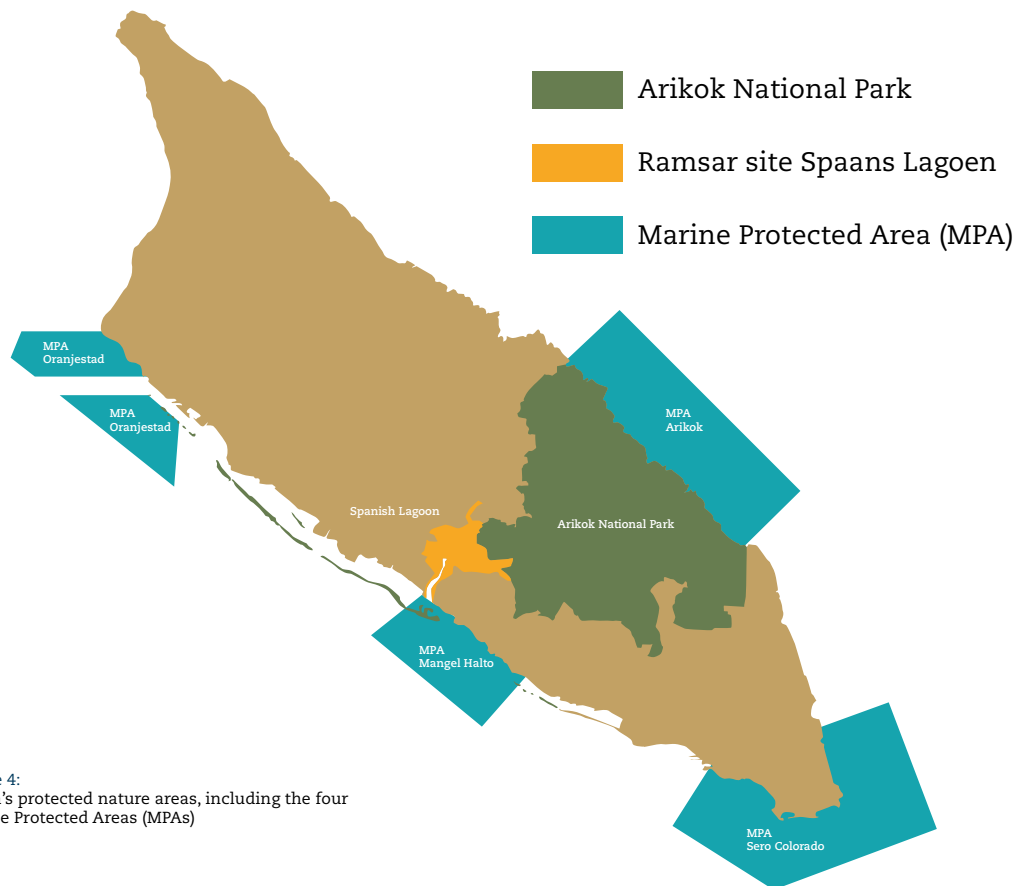 Arikok National Park
Ramsar site Spaans Lagoen
Marine Protected Area (MPA)
MPA
Oranjestad
MPA
Oranjestad
MPA
Arikok
Spanish Lagoon
Arikok National Park
MPA
Mangel Halto
MPA
Sero Colorado
4:
protected nature areas, including the four
Protected Areas (MPAs)